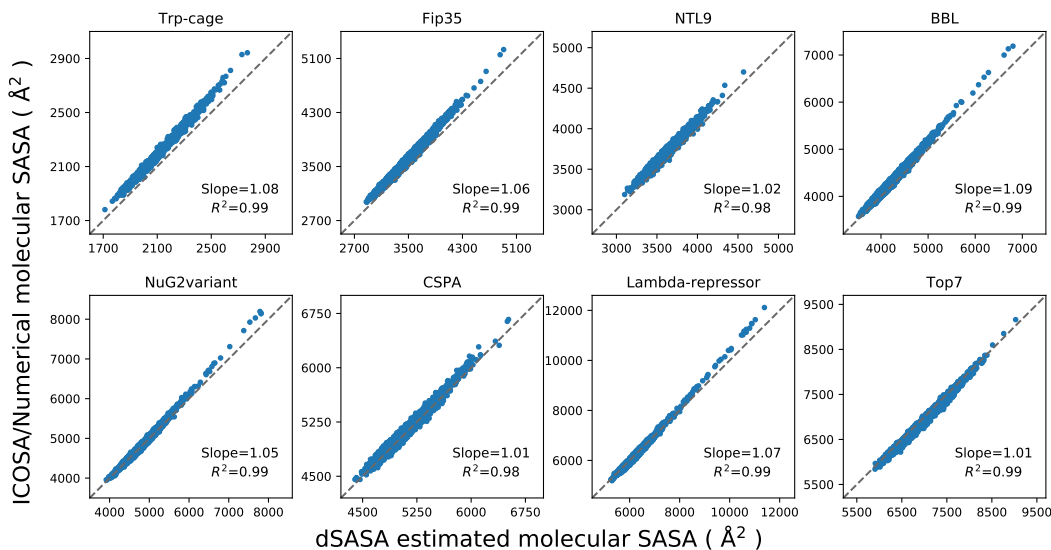 ICOSA/Numerical molecular SASA ( Å² )
Trp-cage
2900
2500
2100
1700
1700 2100 2500 2900
Slope=1.08
R²=0.99
Fip35
5100
4300
3500
2700
2700 3500 4300 5100
Slope=1.06
R²=0.99
NTL9
5000
4500
4000
3500
3000
3000 3500 4000 4500 5000
Slope=1.02
R²=0.98
BBL
7000
6000
5000
4000
4000 5000 6000 7000
Slope=1.09
R²=0.99
NuG2variant
8000
7000
6000
5000
4000
4000 5000 6000 7000 8000
Slope=1.05
R²=0.99
CSPA
6750
6000
5250
4500
4500 5250 6000 6750
Slope=1.01
R²=0.98
Lambda-repressor
12000
10000
8000
6000
6000 8000 10000 12000
Slope=1.07
R²=0.99
Top7
9500
8500
7500
6500
5500
5500 6500 7500 8500 9500
Slope=1.01
R²=0.99
dSASA estimated molecular SASA ( Å² )